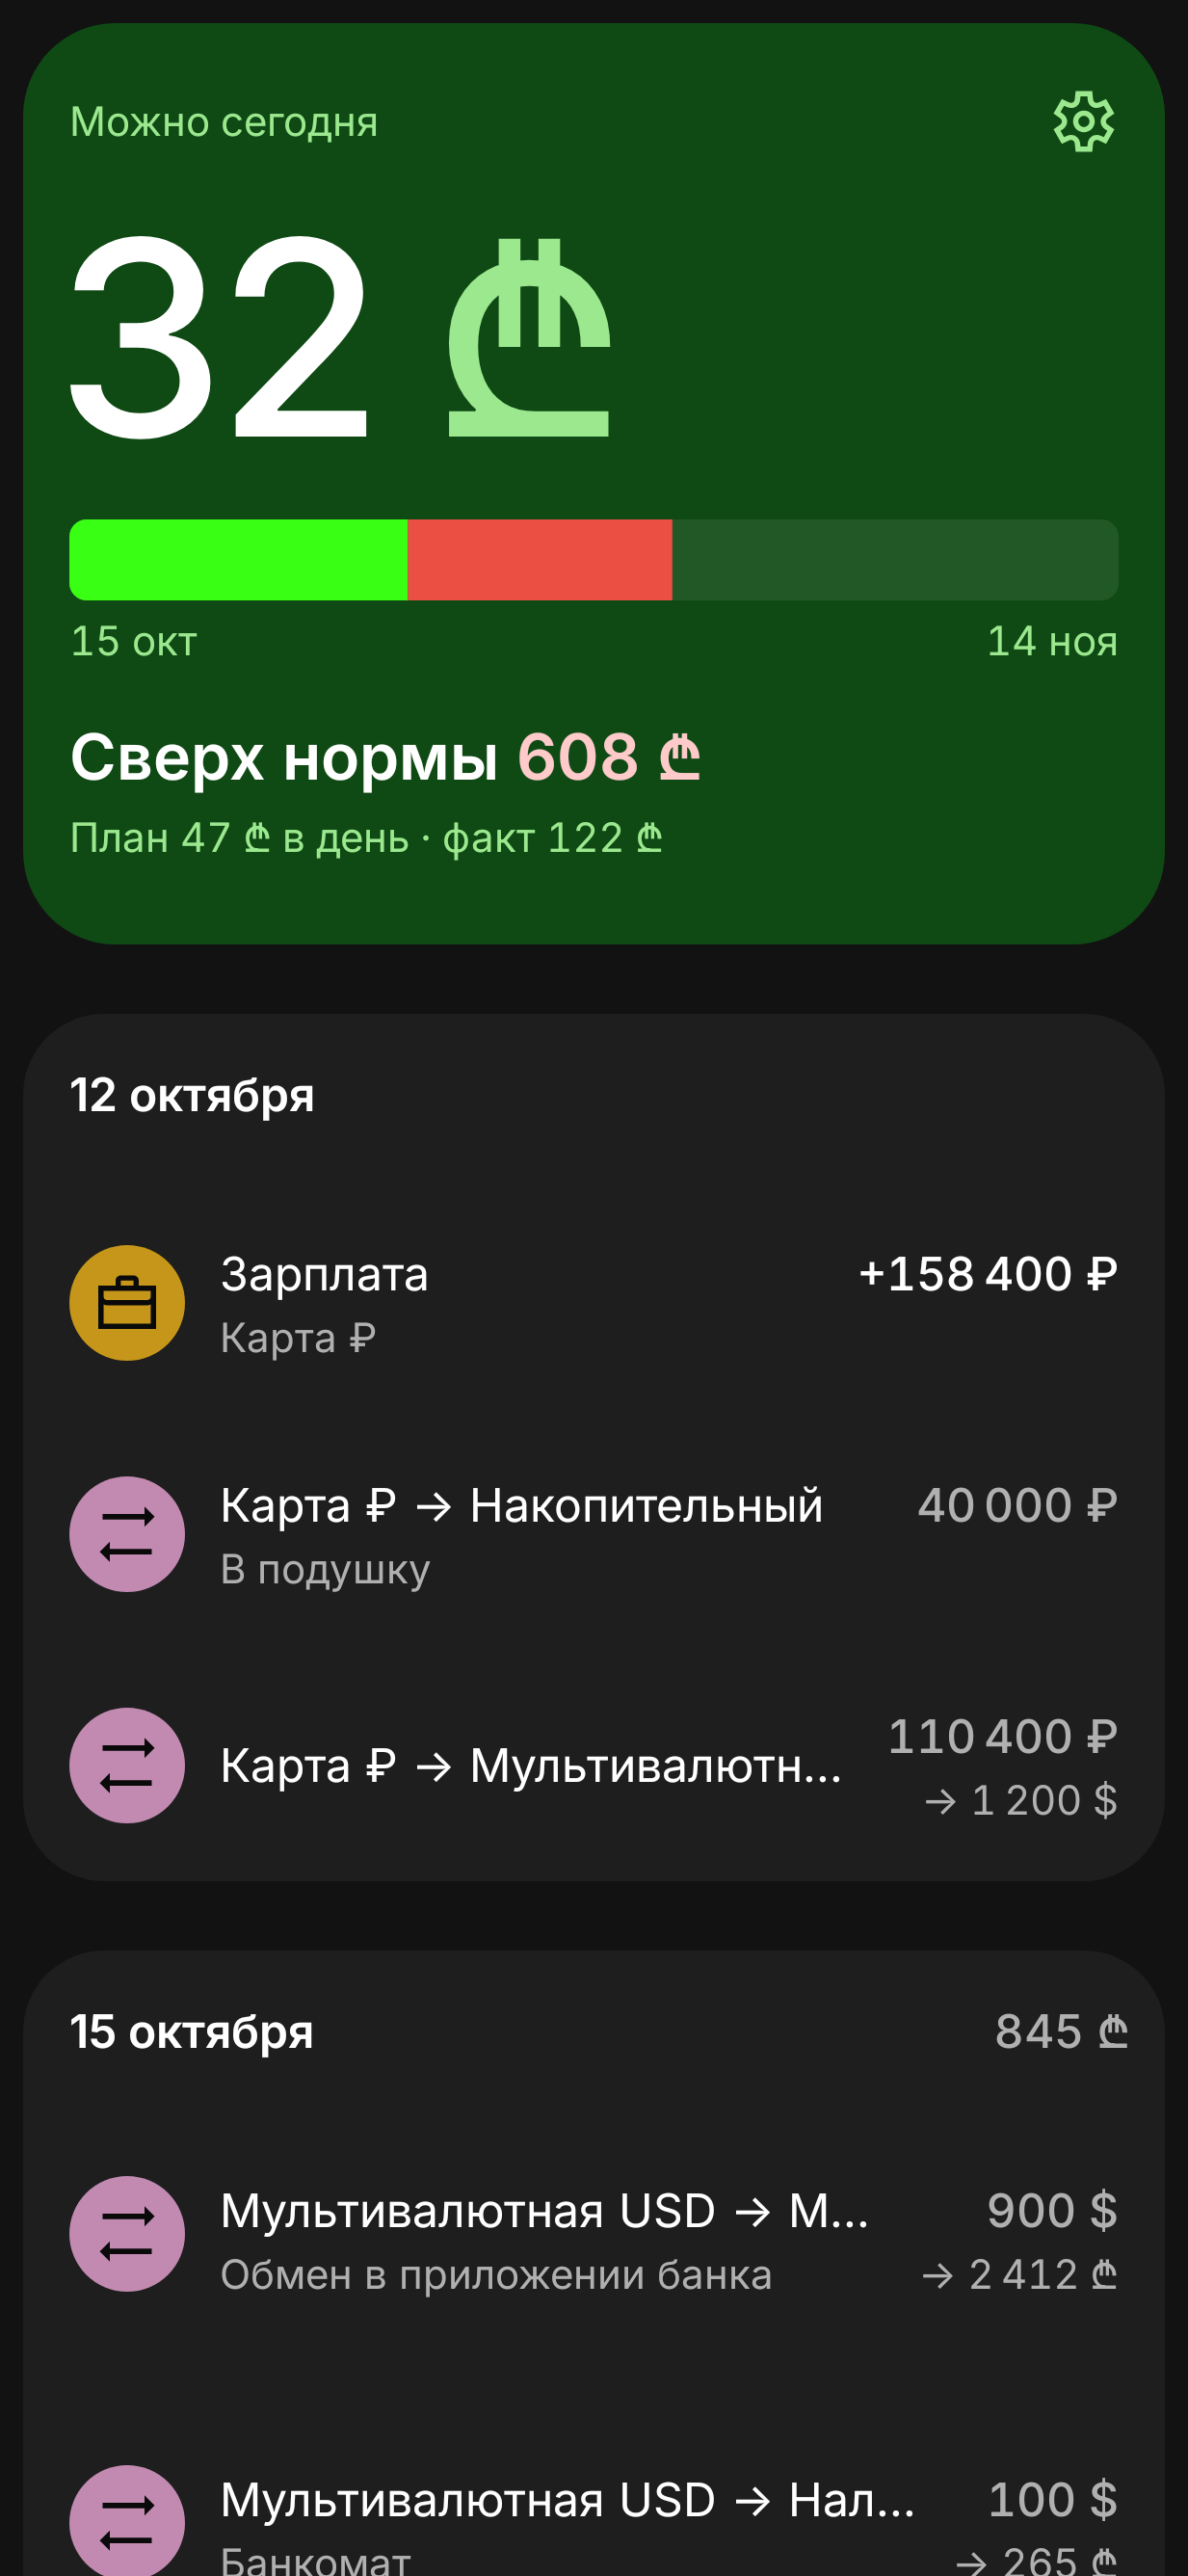 Можно сегодня
32 ₾
15 окт 14 ноя
Сверх нормы 608 ₾
План 47 ₾ в день · факт 122 ₾
12 октября
Зарплата +158 400 ₽
Карта ₽
Карта ₽ → Накопительный 40 000 ₽
В подушку
110 400 ₽
Карта ₽ → Мультивалютн...
→ 1 200 $
15 октября 845 ₾
Мультивалютная USD → М... 900 $
Обмен в приложении банка → 2 412 ₾
Мультивалютная USD → Нал... 100 $
Банкомат → 265 ₾